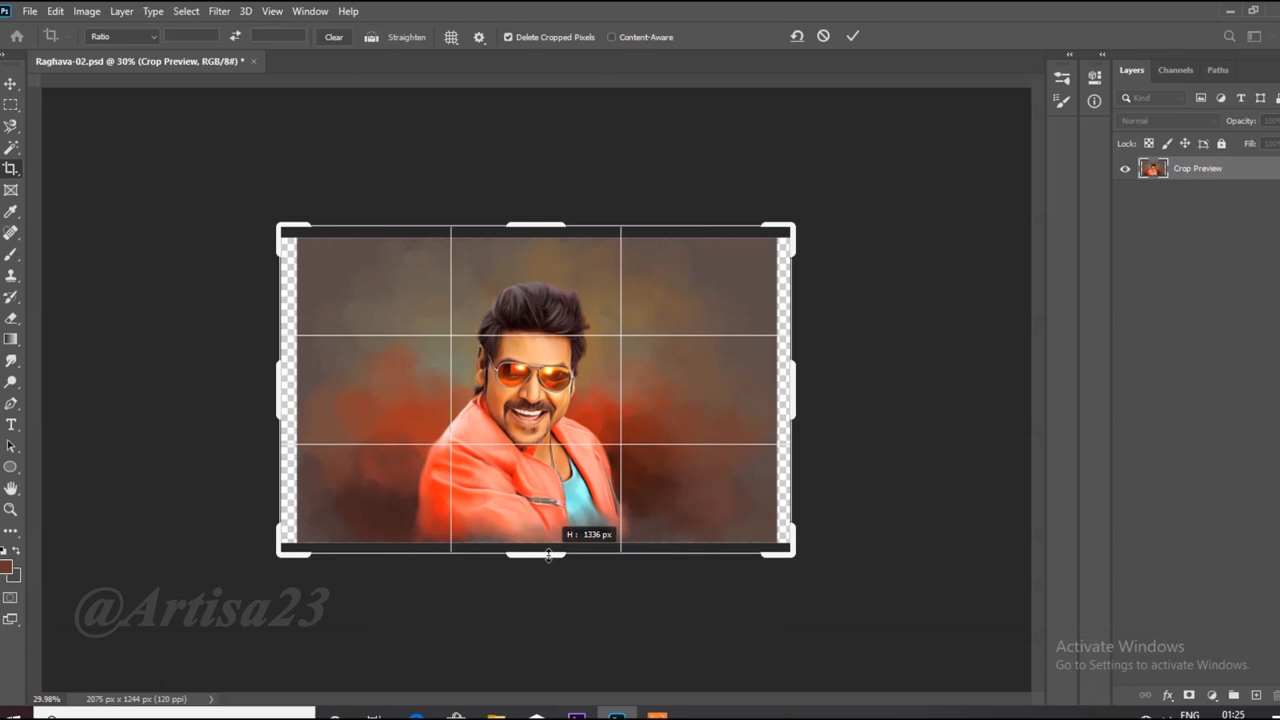 Ps File Edit Image Layer Type Select Filter 3D View Window Help
Ratio Clear Straighten Delete Cropped Pixels Content-Aware
Raghava-02.psd @ 30% (Crop Preview, RGB/8#) *
Layers Channels Paths
Kind
Normal Opacity: 100%
Lock: Fill: 100%
Crop Preview
H : 1336 px
@Artisa23
Activate Windows
Go to Settings to activate Windows.
29.98% 2075 px x 1244 px (120 ppi)
ENG 01:25